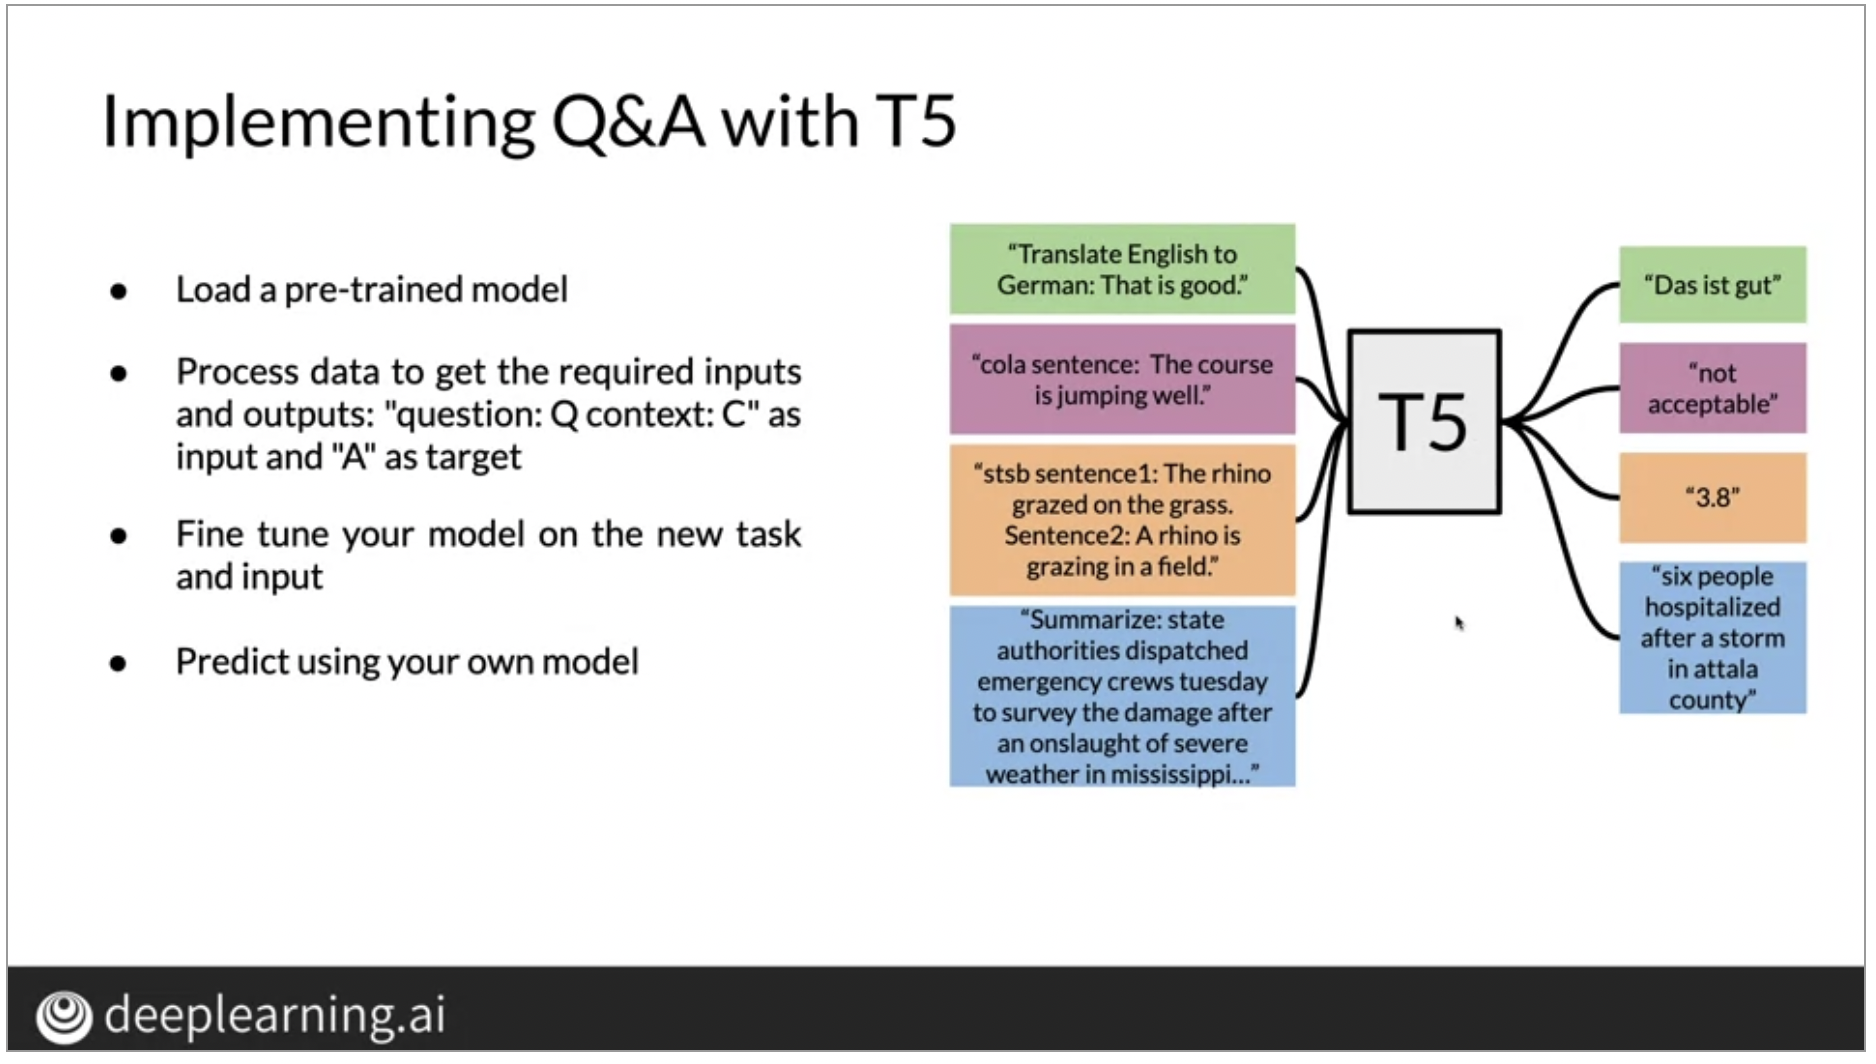 Implementing Q&A with T5
● Load a pre-trained model
● Process data to get the required inputs
and outputs: "question: Q context: C" as
input and "A" as target
● Fine tune your model on the new task
and input
● Predict using your own model
“Translate English to
German: That is good.”
“cola sentence: The course
is jumping well.”
“stsb sentence1: The rhino
grazed on the grass.
Sentence2: A rhino is
grazing in a field.”
“Summarize: state
authorities dispatched
emergency crews tuesday
to survey the damage after
an onslaught of severe
weather in mississippi...”
T5
“Das ist gut”
“not
acceptable”
“3.8”
“six people
hospitalized
after a storm
in attala
county”
deeplearning.ai